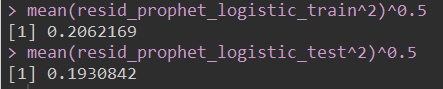 > mean(resid_prophet_logistic_train^2)^0.5
[1] 0.2062169
> mean(resid_prophet_logistic_test^2)^0.5
[1] 0.1930842